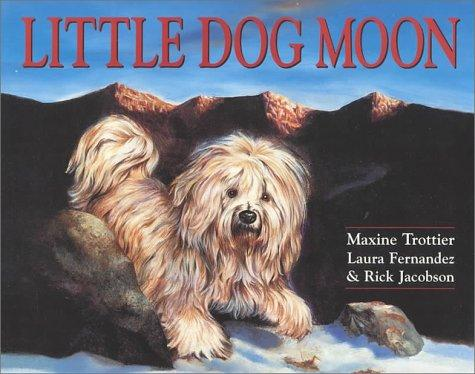 LITTLE DOG MOON
Maxine Trottier
Laura Fernandez
& Rick Jacobson